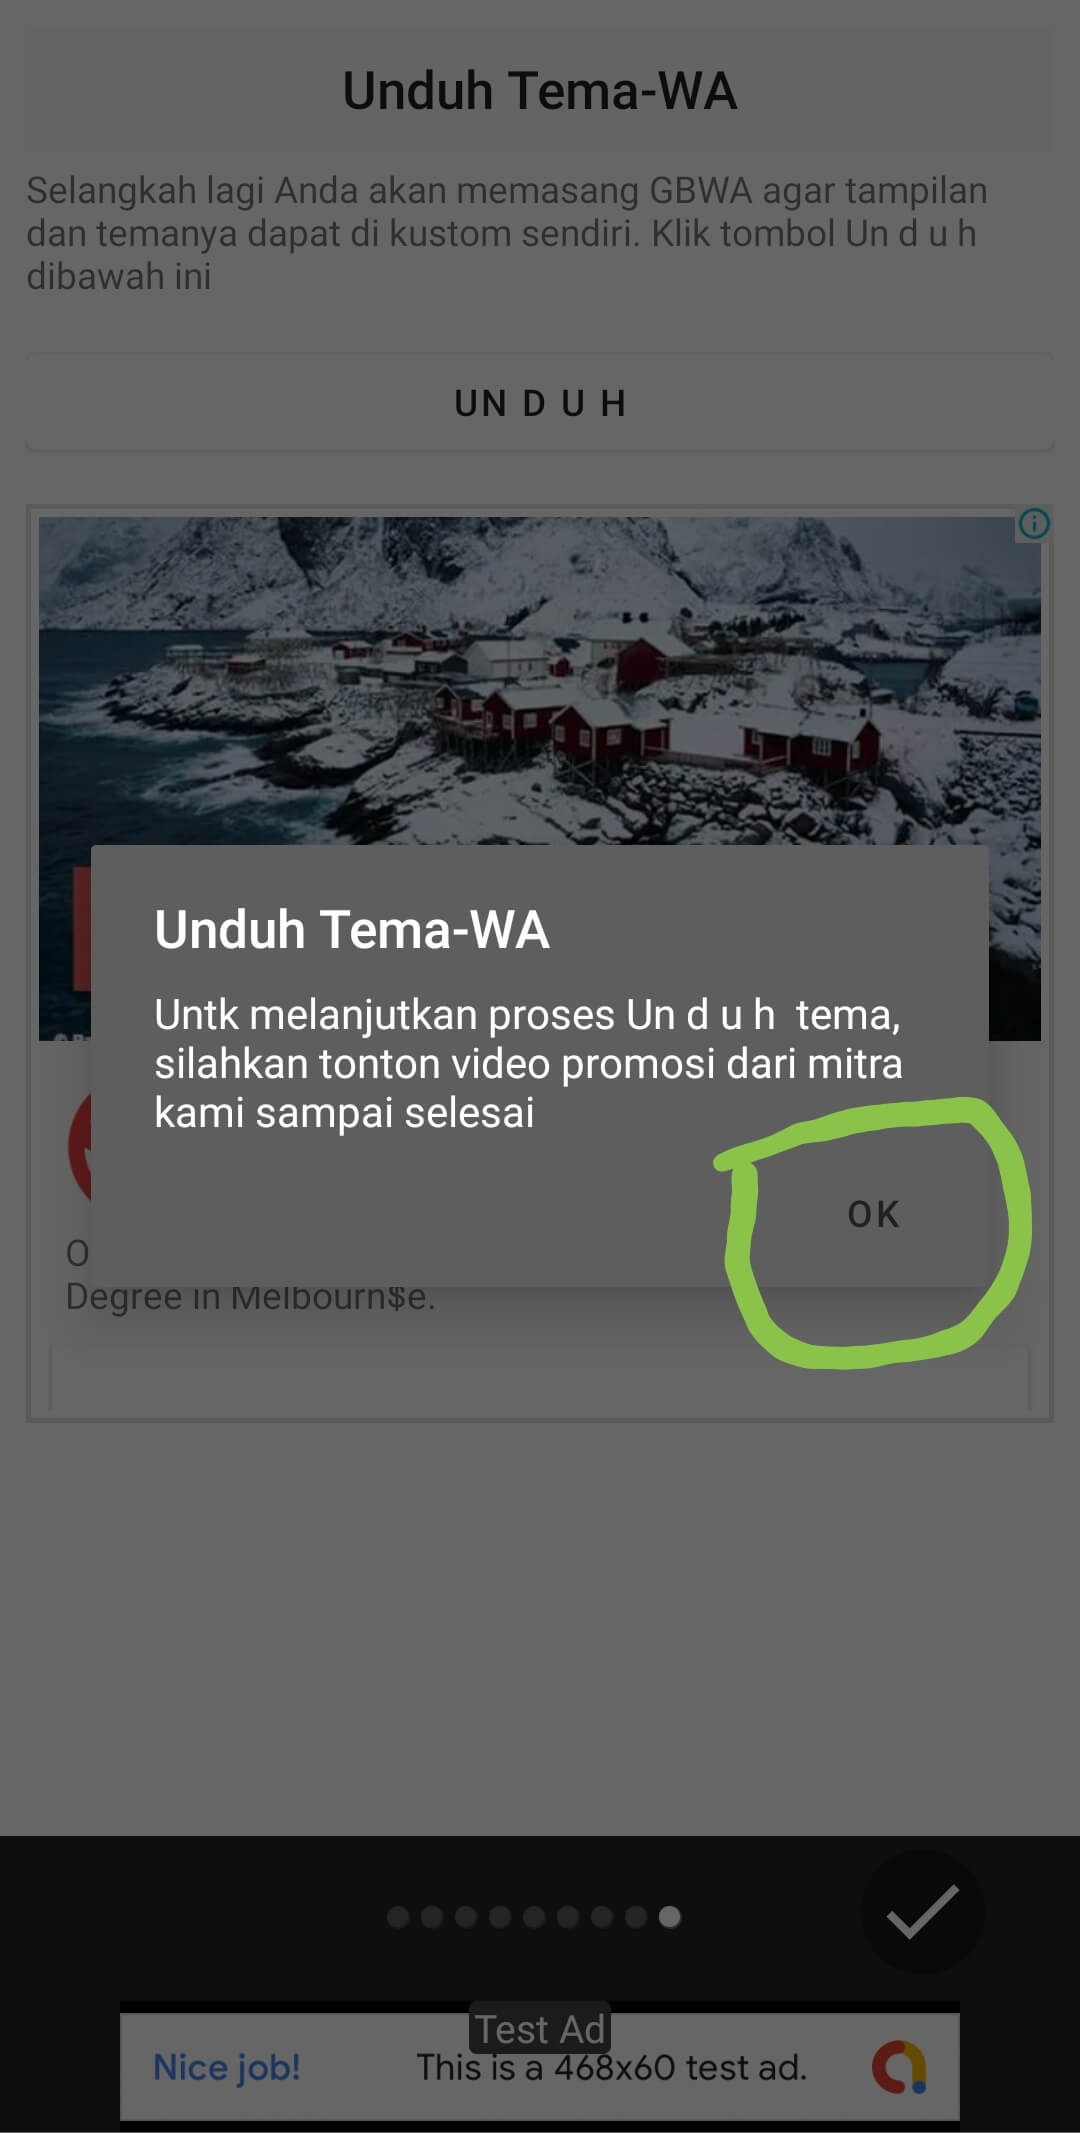 Unduh Tema-WA
Selangkah lagi Anda akan memasang GBWA agar tampilan
dan temanya dapat di kustom sendiri. Klik tombol Un d u h
dibawah ini
UN D U H
Unduh Tema-WA
Untk melanjutkan proses Un d u h  tema,
silahkan tonton video promosi dari mitra
kami sampai selesai
OK
O
Degree in Melbourn$e.
Test Ad
Nice job!
This is a 468x60 test ad.